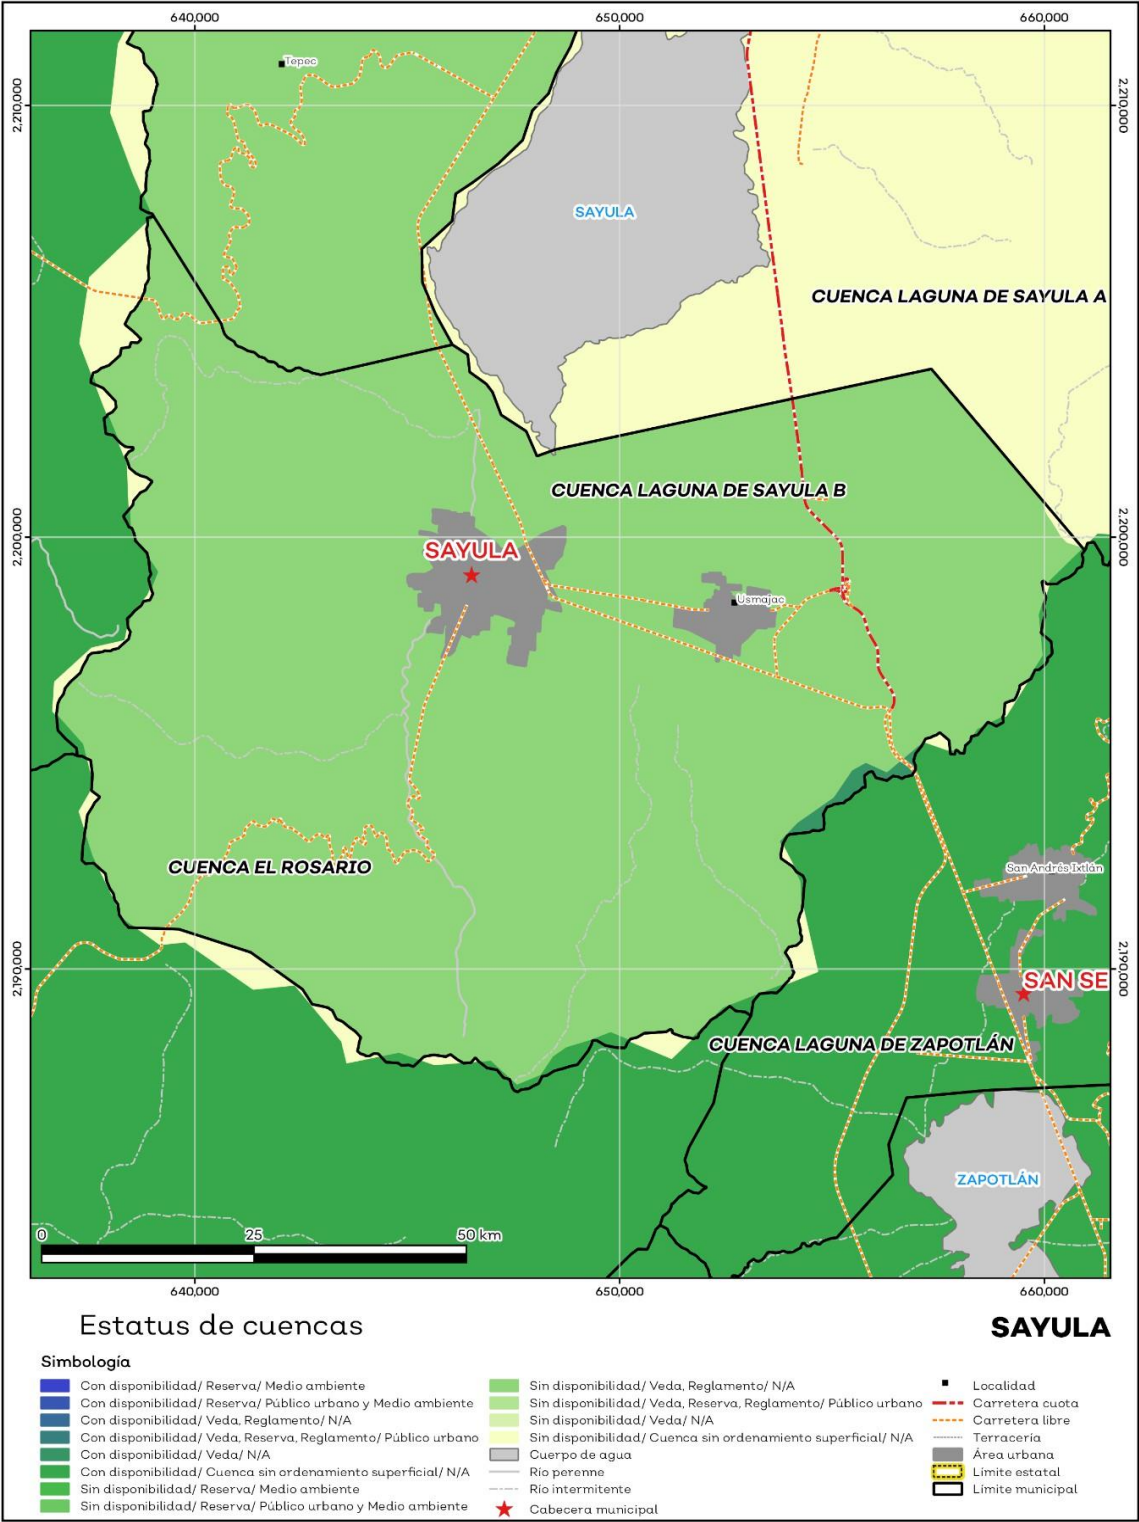 640,000
650,000
660,000
2,210,000
2,210,000
Tepec
SAYULA
CUENCA LAGUNA DE SAYULA A
CUENCA LAGUNA DE SAYULA B
2,200,000
2,200,000
SAYULA
Usmajac
CUENCA EL ROSARIO
San Andrés Ixtlán
2,190,000
2,190,000
SAN SE
CUENCA LAGUNA DE ZAPOTLÁN
ZAPOTLÁN
0 25 50 km
640,000
650,000
660,000
Estatus de cuencas
SAYULA
Simbología
Con disponibilidad/ Reserva/ Medio ambiente
Con disponibilidad/ Reserva/ Público urbano y Medio ambiente
Con disponibilidad/ Veda, Reglamento/ N/A
Con disponibilidad/ Veda, Reserva, Reglamento/ Público urbano
Con disponibilidad/ Veda/ N/A
Con disponibilidad/ Cuenca sin ordenamiento superficial/ N/A
Sin disponibilidad/ Reserva/ Medio ambiente
Sin disponibilidad/ Reserva/ Público urbano y Medio ambiente
Sin disponibilidad/ Veda, Reglamento/ N/A
Sin disponibilidad/ Veda, Reserva, Reglamento/ Público urbano
Sin disponibilidad/ Veda/ N/A
Sin disponibilidad/ Cuenca sin ordenamiento superficial/ N/A
Cuerpo de agua
Río perenne
Río intermitente
Cabecera municipal
Localidad
Carretera cuota
Carretera libre
Terracería
Área urbana
Límite estatal
Límite municipal